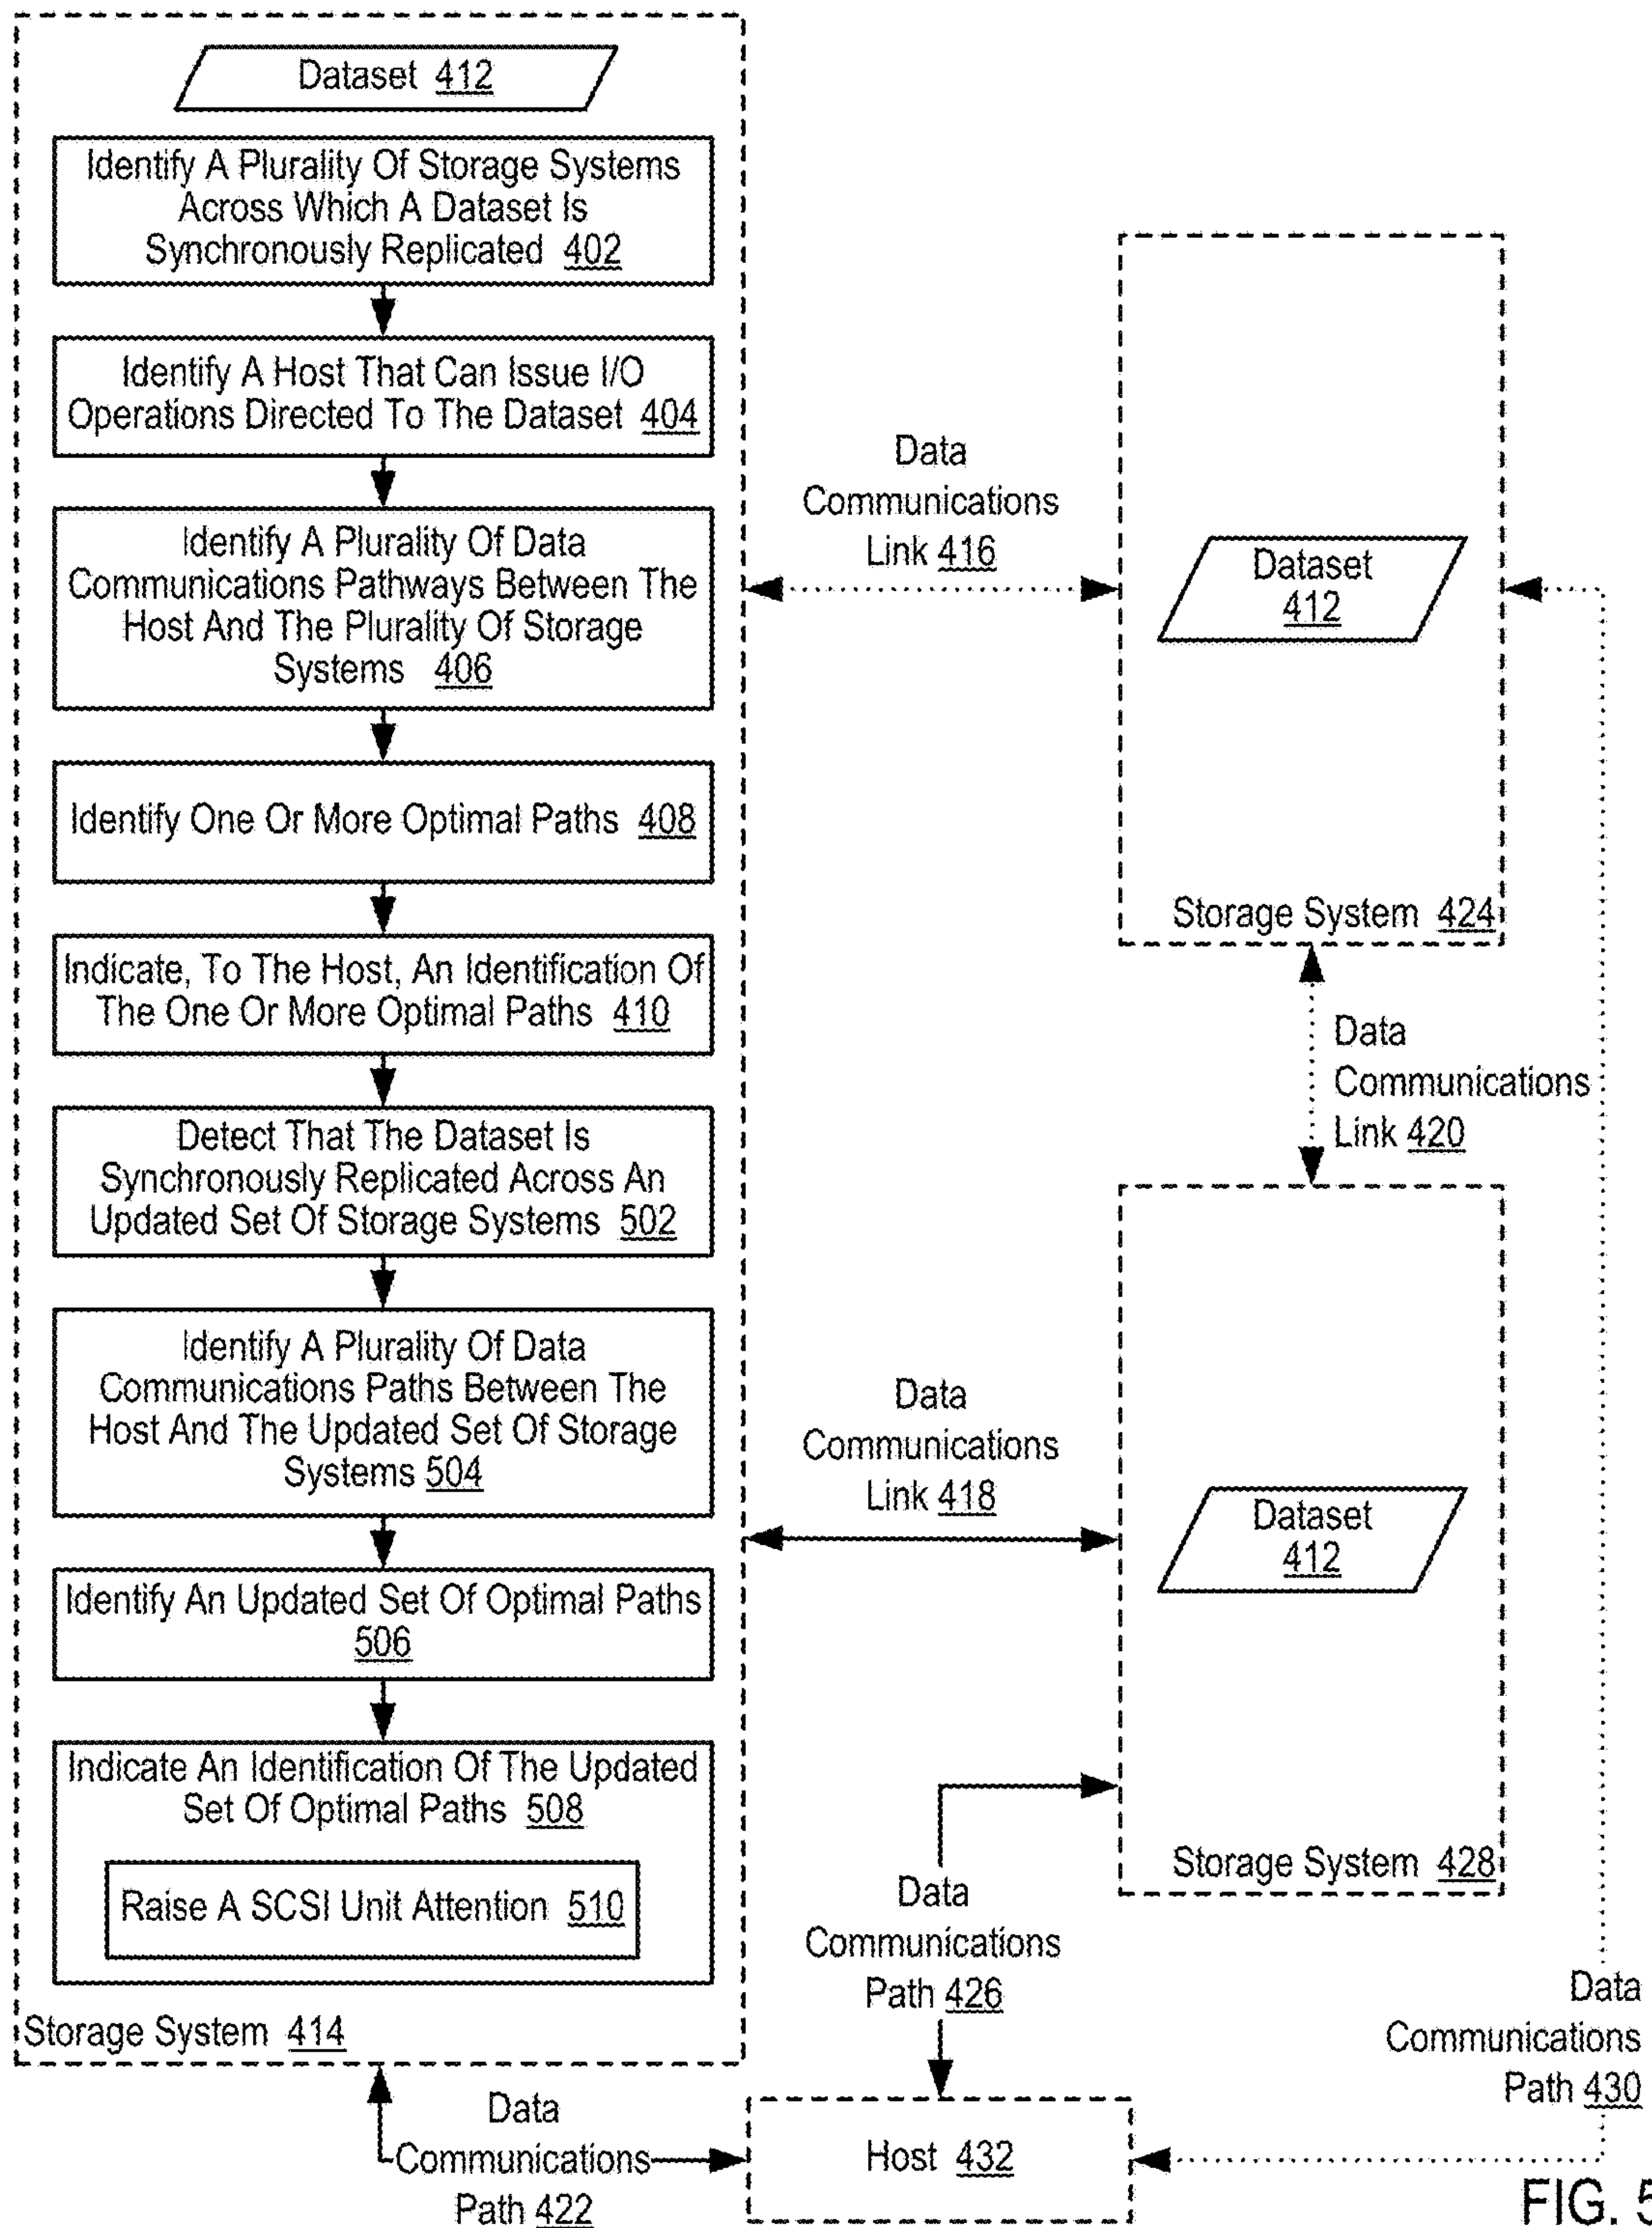 Dataset 412
Identify A Plurality Of Storage Systems
Across Which A Dataset Is
Synchronously Replicated 402
Identify A Host That Can Issue I/O
Operations Directed To The Dataset 404
Identify A Plurality Of Data
Communications Pathways Between The
Host And The Plurality Of Storage
Systems 406
Identify One Or More Optimal Paths 408
Indicate, To The Host, An Identification Of
The One Or More Optimal Paths 410
Detect That The Dataset Is
Synchronously Replicated Across An
Updated Set Of Storage Systems 502
Identify A Plurality Of Data
Communications Paths Between The
Host And The Updated Set Of Storage
Systems 504
Identify An Updated Set Of Optimal Paths
506
Indicate An Identification Of The Updated
Set Of Optimal Paths 508
Raise A SCSI Unit Attention 510
Storage System 414
Data
Communications
Link 416
Dataset
412
Storage System 424
Data
Communications
Link 420
Data
Communications
Link 418
Dataset
412
Storage System 428
Data
Communications
Path 426
Data
Communications
Path 430
Data
Communications
Path 422
Host 432
FIG. 5